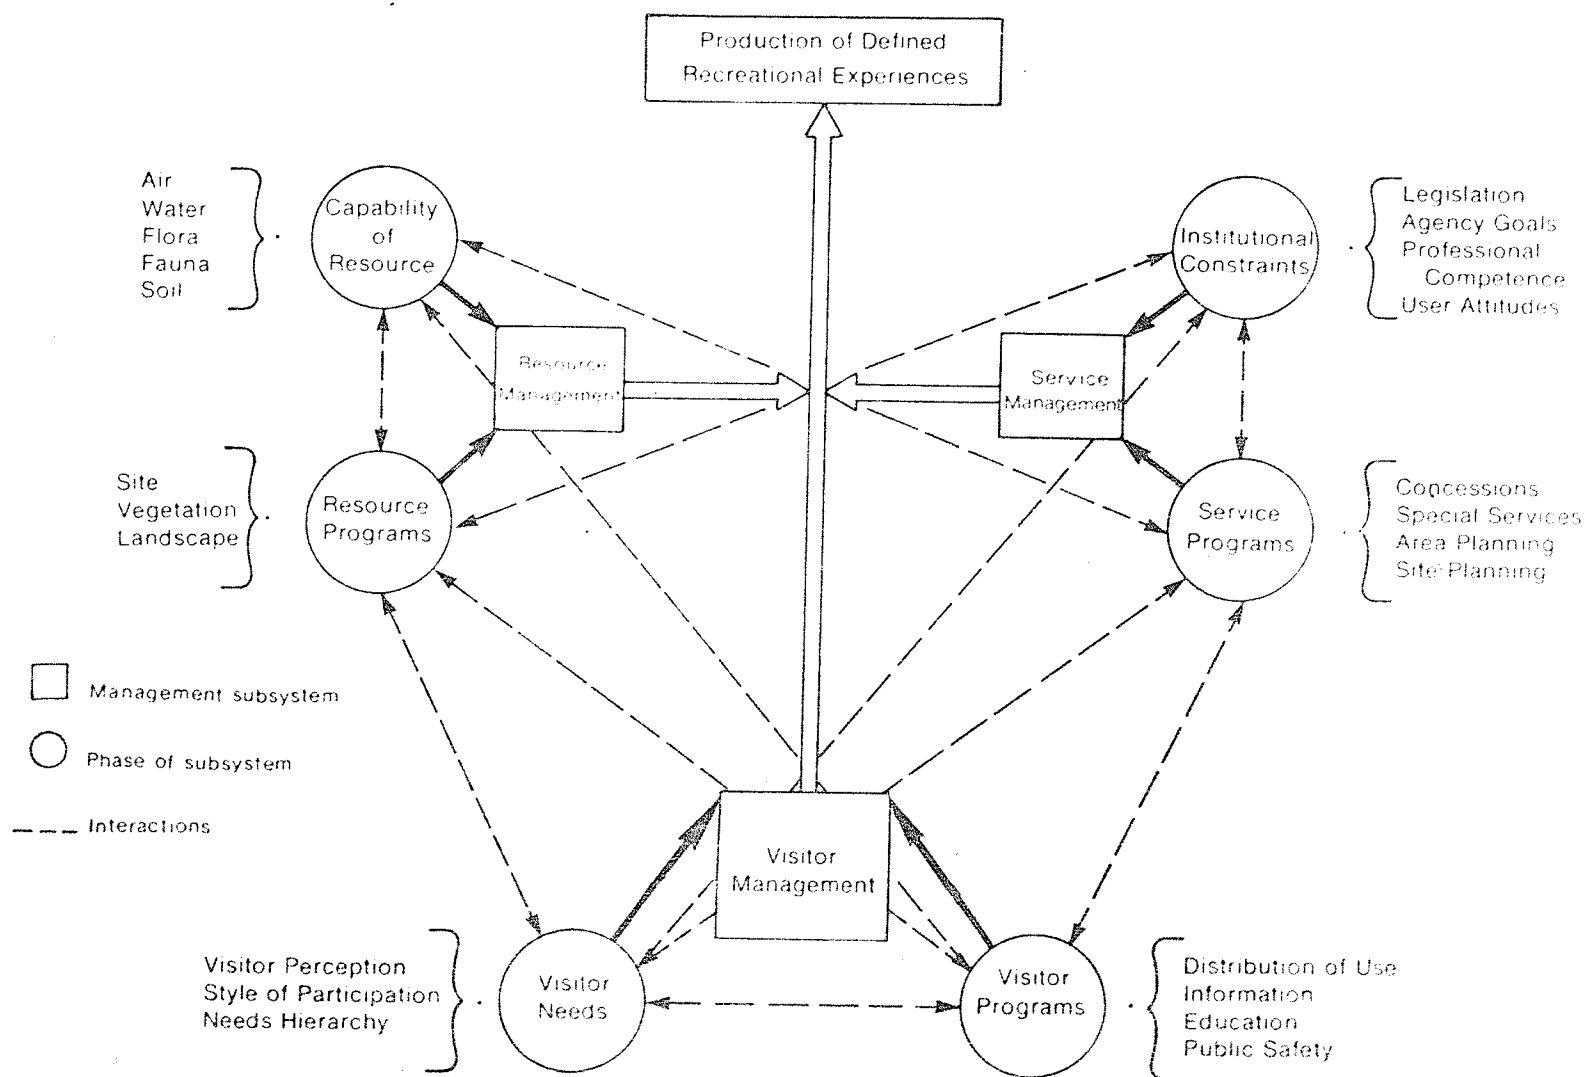 Production of Defined
Recreational Experiences
Air
Water
Flora
Fauna
Soil
Capability
of
Resource
Institutional
Constraints
Legislation
Agency Goals
Professional
Competence
User Attitudes
Resource
Management
Service
Management
Site
Vegetation
Landscape
Resource
Programs
Service
Programs
Concessions
Special Services
Area Planning
Site Planning
Management subsystem
Phase of subsystem
Interactions
Visitor
Management
Visitor Perception
Style of Participation
Needs Hierarchy
Visitor
Needs
Visitor
Programs
Distribution of Use
Information
Education
Public Safety